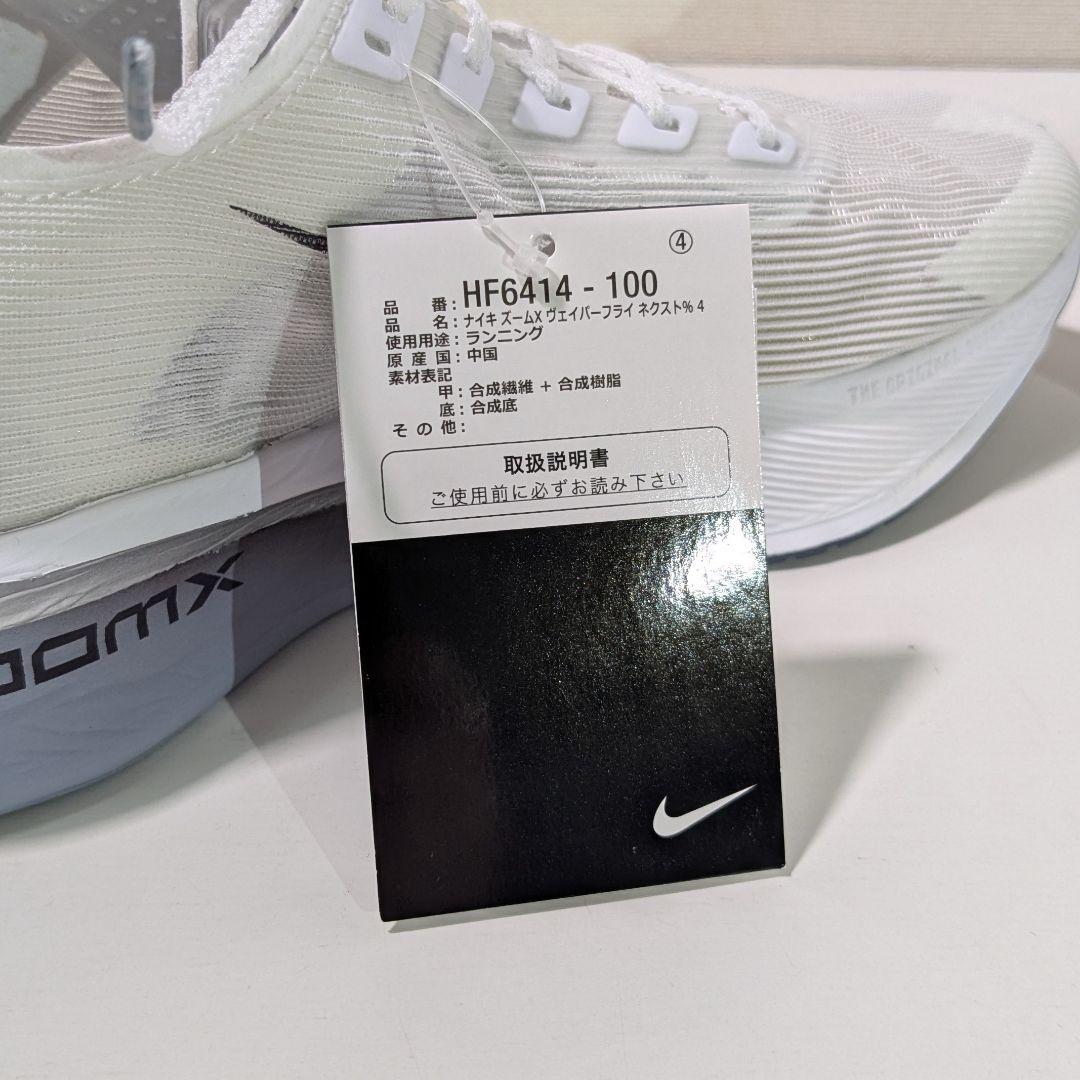 ④
品 番 : HF6414 - 100
品 名 : ナイキ ズームX ヴェイパーフライ ネクスト% 4
使用用途 : ランニング
原 産 国 : 中国
素材表記
甲 : 合成繊維 + 合成樹脂
底 : 合成底
そ の 他 :
取扱説明書
ご使用前に必ずお読み下さい
THE ORIGINAL
oomx